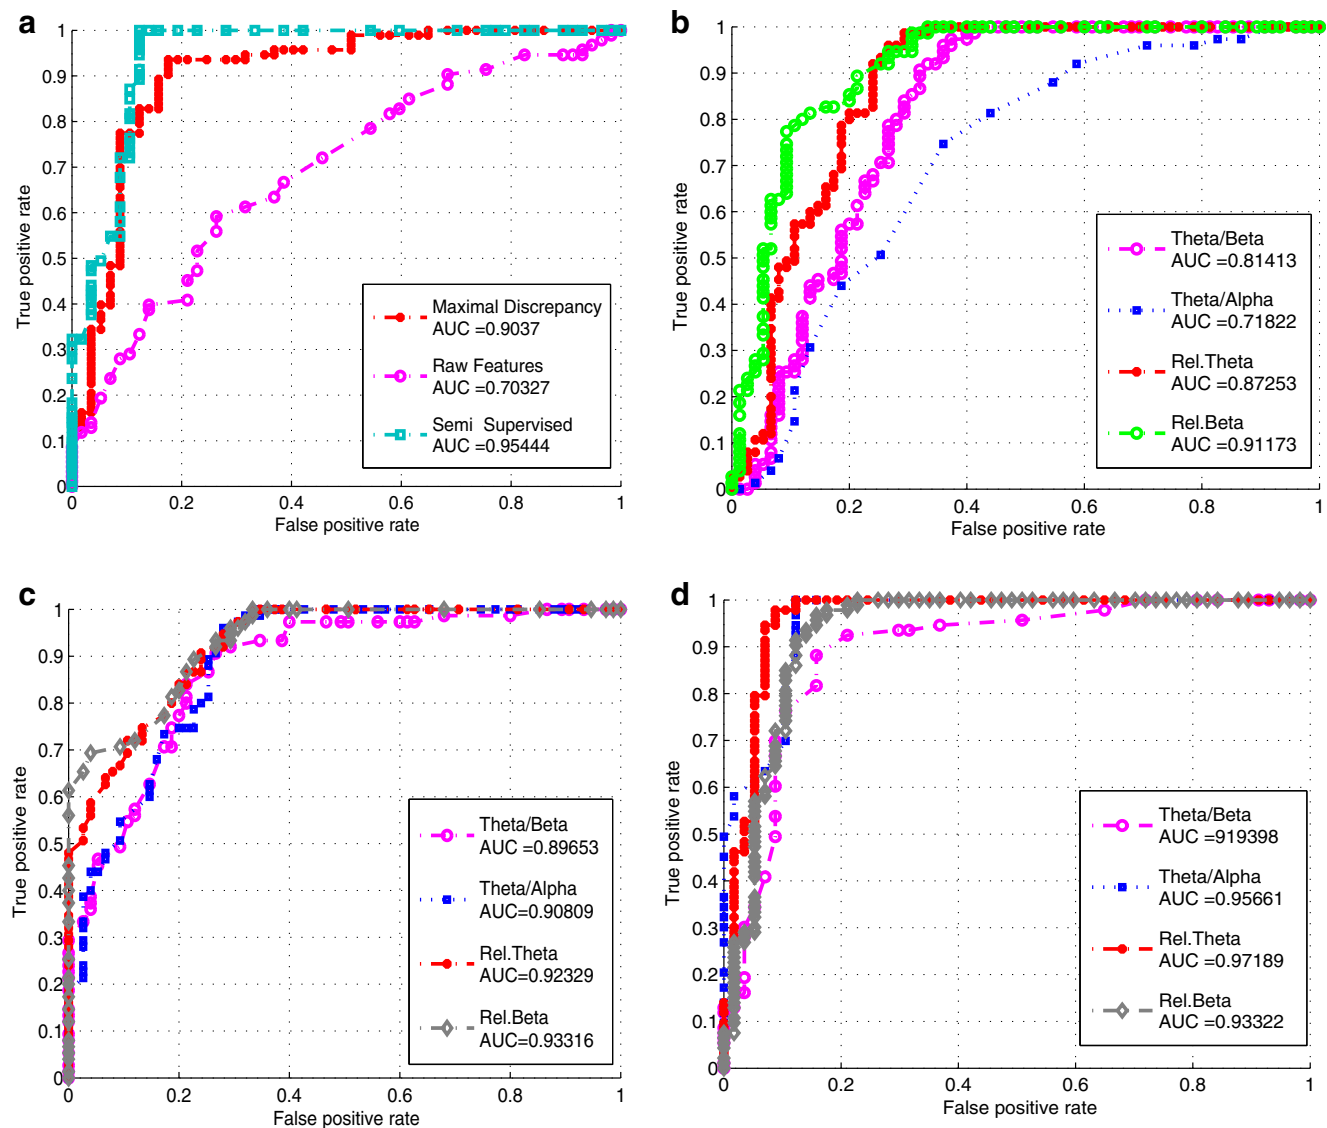 a
1
0.9
0.8
0.7
0.6
0.5
0.4
0.3
0.2
0.1
0
0
0.2
0.4
0.6
0.8
1
True positive rate
False positive rate
Maximal Discrepancy
AUC =0.9037
Raw Features
AUC =0.70327
Semi Supervised
AUC =0.95444
b
1
0.9
0.8
0.7
0.6
0.5
0.4
0.3
0.2
0.1
0
0
0.2
0.4
0.6
0.8
1
True positive rate
False positive rate
Theta/Beta
AUC =0.81413
Theta/Alpha
AUC =0.71822
Rel.Theta
AUC =0.87253
Rel.Beta
AUC =0.91173
c
1
0.9
0.8
0.7
0.6
0.5
0.4
0.3
0.2
0.1
0
0
0.2
0.4
0.6
0.8
1
True positive rate
False positive rate
Theta/Beta
AUC =0.89653
Theta/Alpha
AUC=0.90809
Rel.Theta
AUC=0.92329
Rel.Beta
AUC=0.93316
d
1
0.9
0.8
0.7
0.6
0.5
0.4
0.3
0.2
0.1
0
0
0.2
0.4
0.6
0.8
1
True positive rate
False positive rate
Theta/Beta
AUC =919398
Theta/Alpha
AUC =0.95661
Rel.Theta
AUC =0.97189
Rel.Beta
AUC =0.93322